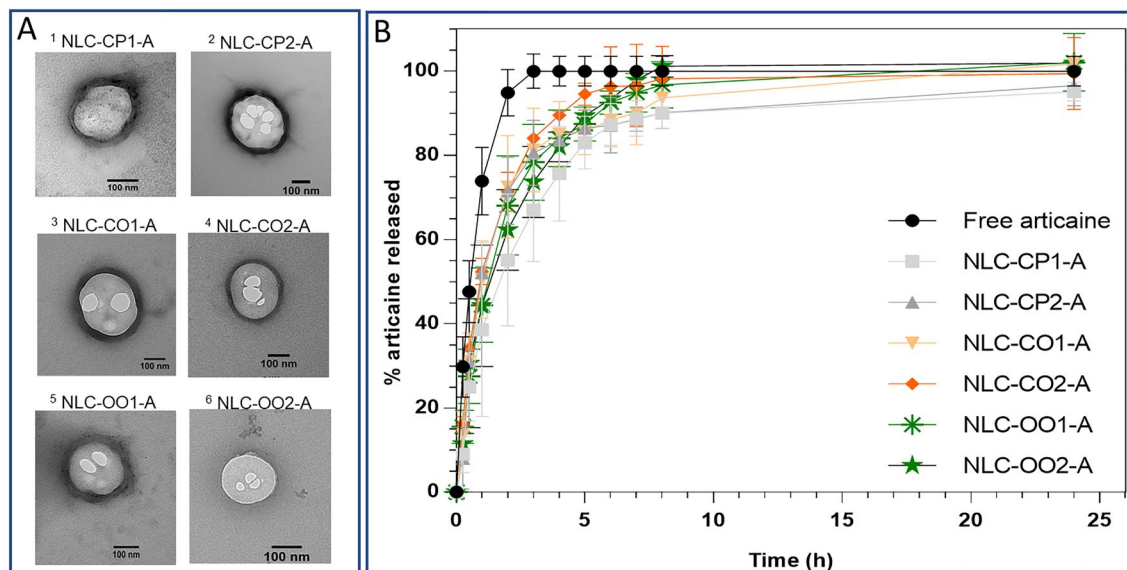 A
¹ NLC-CP1-A
² NLC-CP2-A
100 nm
100 nm
³ NLC-CO1-A
⁴ NLC-CO2-A
100 nm
100 nm
⁵ NLC-OO1-A
⁶ NLC-OO2-A
100 nm
100 nm
B
% articaine released
100
80
60
40
20
0
0
5
10
15
20
25
Time (h)
Free articaine
NLC-CP1-A
NLC-CP2-A
NLC-CO1-A
NLC-CO2-A
NLC-OO1-A
NLC-OO2-A